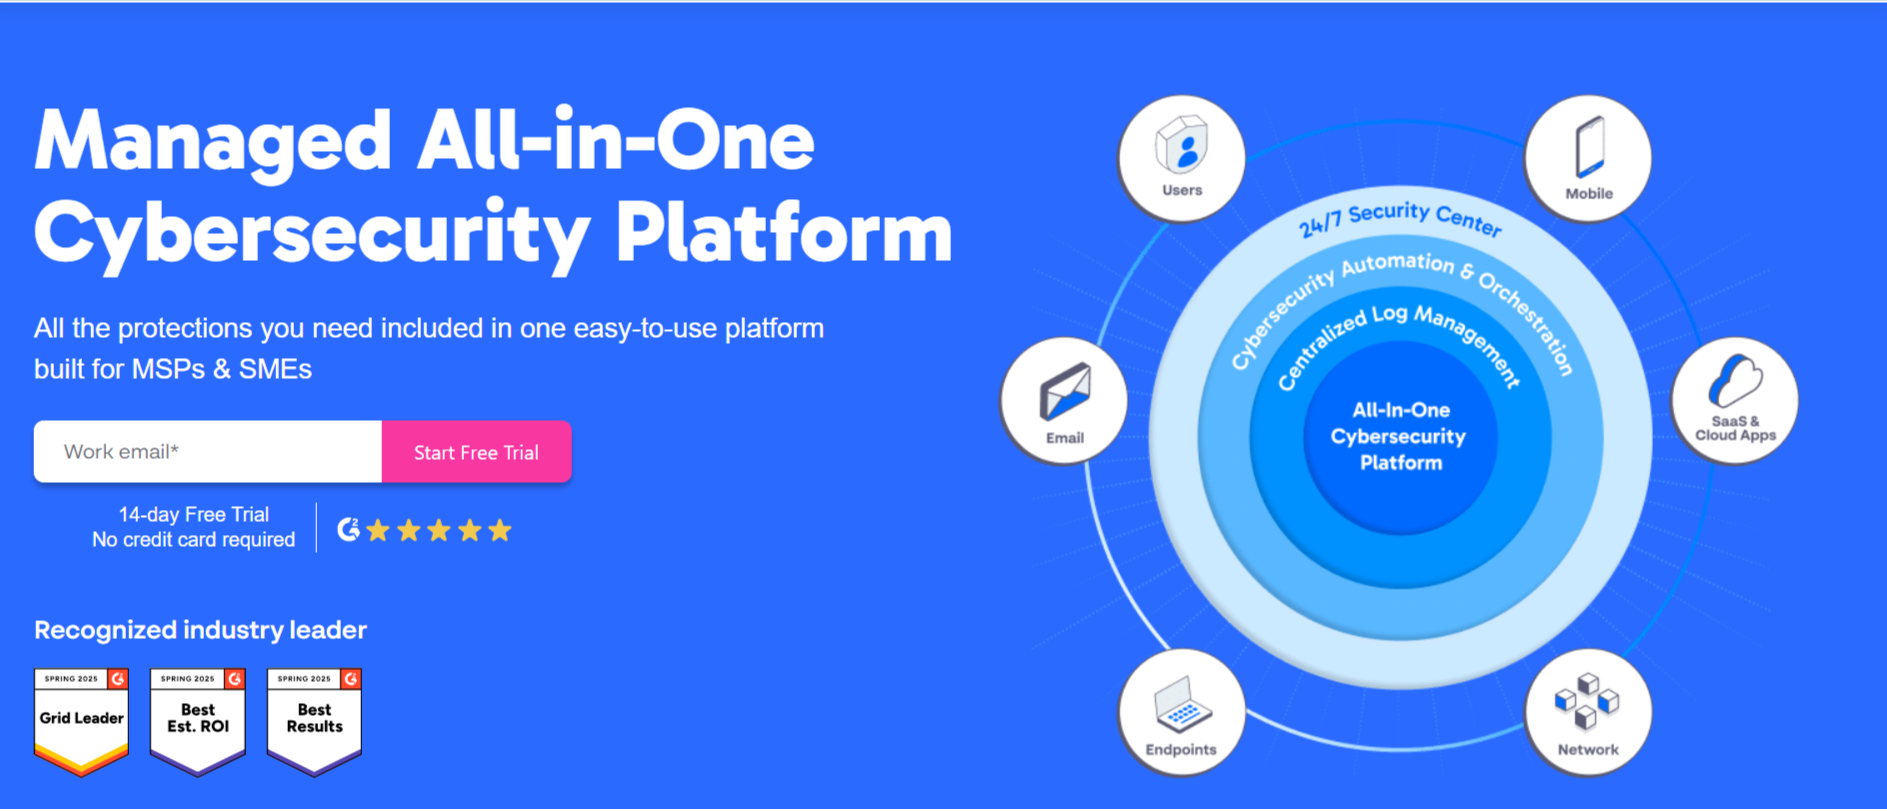 Managed All-in-One
Cybersecurity Platform
All the protections you need included in one easy-to-use platform
built for MSPs & SMEs
Work email*
Start Free Trial
14-day Free Trial
No credit card required
G2
Recognized industry leader
SPRING 2025
Grid Leader
SPRING 2025
Best
Est. ROI
SPRING 2025
Best
Results
Users
Mobile
24/7 Security Center
Cybersecurity Automation & Orchestration
Centralized Log Management
All-In-One
Cybersecurity
Platform
Email
SaaS &
Cloud Apps
Endpoints
Network